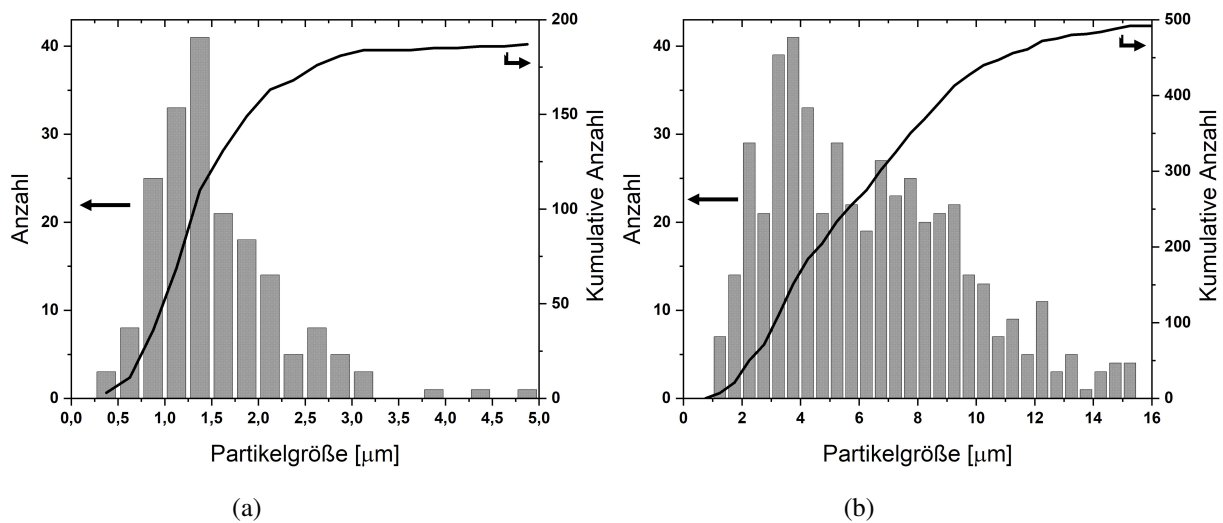 40
30
20
10
0
Anzahl
200
150
100
50
0
Kumulative Anzahl
0,0 0,5 1,0 1,5 2,0 2,5 3,0 3,5 4,0 4,5 5,0
Partikelgröße [μm]
(a)
40
30
20
10
0
Anzahl
500
400
300
200
100
0
Kumulative Anzahl
0 2 4 6 8 10 12 14 16
Partikelgröße [μm]
(b)